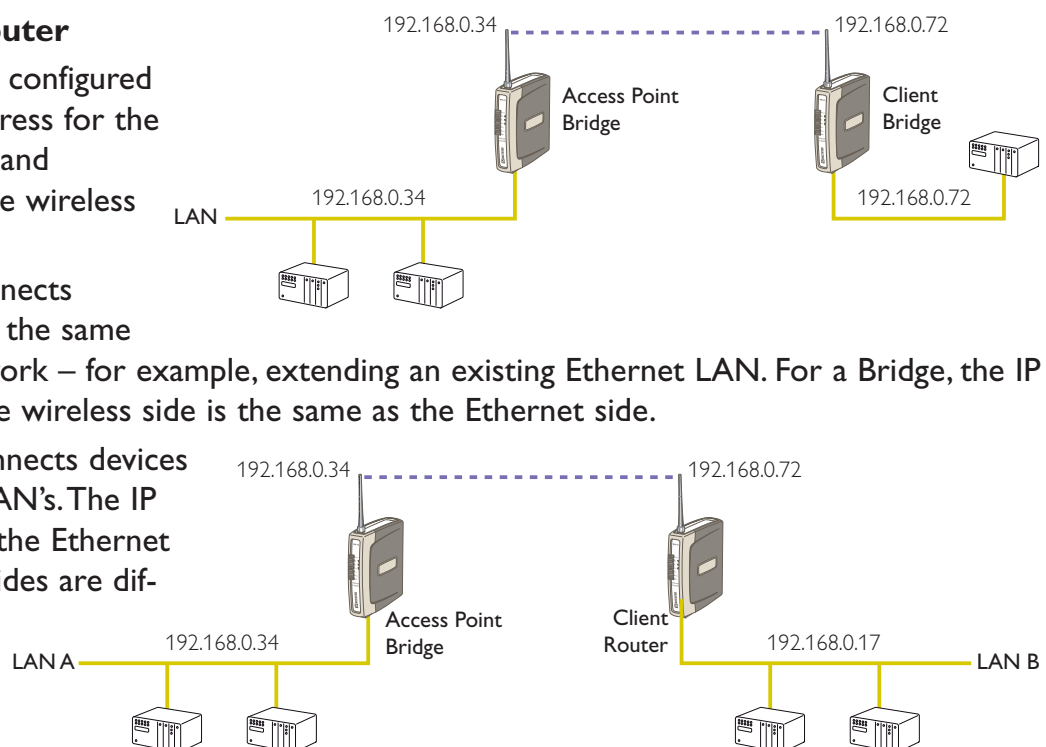 uter
192.168.0.34
192.168.0.72
configured
ress for the
and
e wireless
Access Point
Bridge
Client
Bridge
192.168.0.34
192.168.0.72
LAN
nects
the same
ork – for example, extending an existing Ethernet LAN. For a Bridge, the IP
e wireless side is the same as the Ethernet side.
nnects devices
AN's. The IP
the Ethernet
ides are dif-
192.168.0.34
192.168.0.72
Access Point
Bridge
Client
Router
192.168.0.34
192.168.0.17
LAN A
LAN B